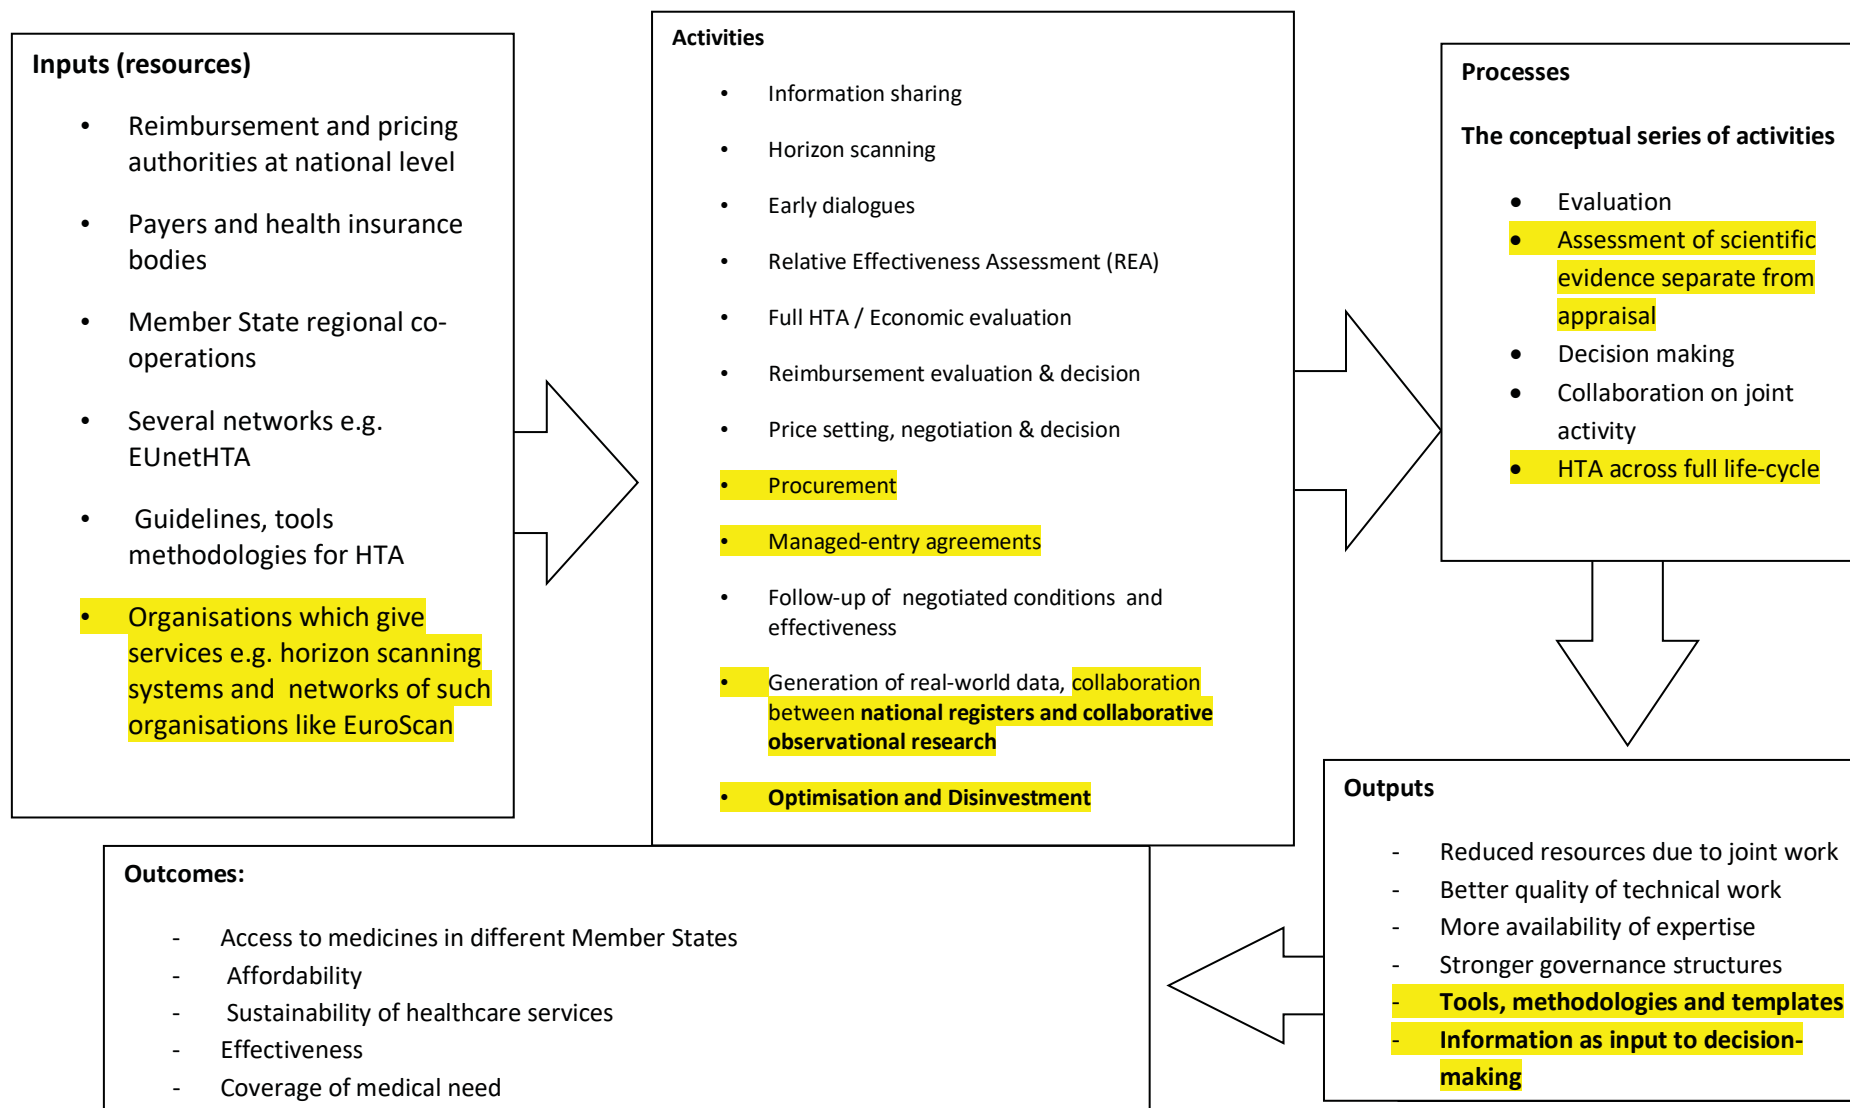 Inputs (resources)
• Reimbursement and pricing
authorities at national level
• Payers and health insurance
bodies
• Member State regional co-
operations
• Several networks e.g.
EUnetHTA
• Guidelines, tools
methodologies for HTA
• Organisations which give
services e.g. horizon scanning
systems and networks of such
organisations like EuroScan
Activities
• Information sharing
• Horizon scanning
• Early dialogues
• Relative Effectiveness Assessment (REA)
• Full HTA / Economic evaluation
• Reimbursement evaluation & decision
• Price setting, negotiation & decision
• Procurement
• Managed-entry agreements
• Follow-up of negotiated conditions and
effectiveness
• Generation of real-world data, collaboration
between national registers and collaborative
observational research
• Optimisation and Disinvestment
Processes
The conceptual series of activities
• Evaluation
• Assessment of scientific
evidence separate from
appraisal
• Decision making
• Collaboration on joint
activity
• HTA across full life-cycle
Outputs
- Reduced resources due to joint work
- Better quality of technical work
- More availability of expertise
- Stronger governance structures
- Tools, methodologies and templates
- Information as input to decision-
making
Outcomes:
- Access to medicines in different Member States
- Affordability
- Sustainability of healthcare services
- Effectiveness
- Coverage of medical need